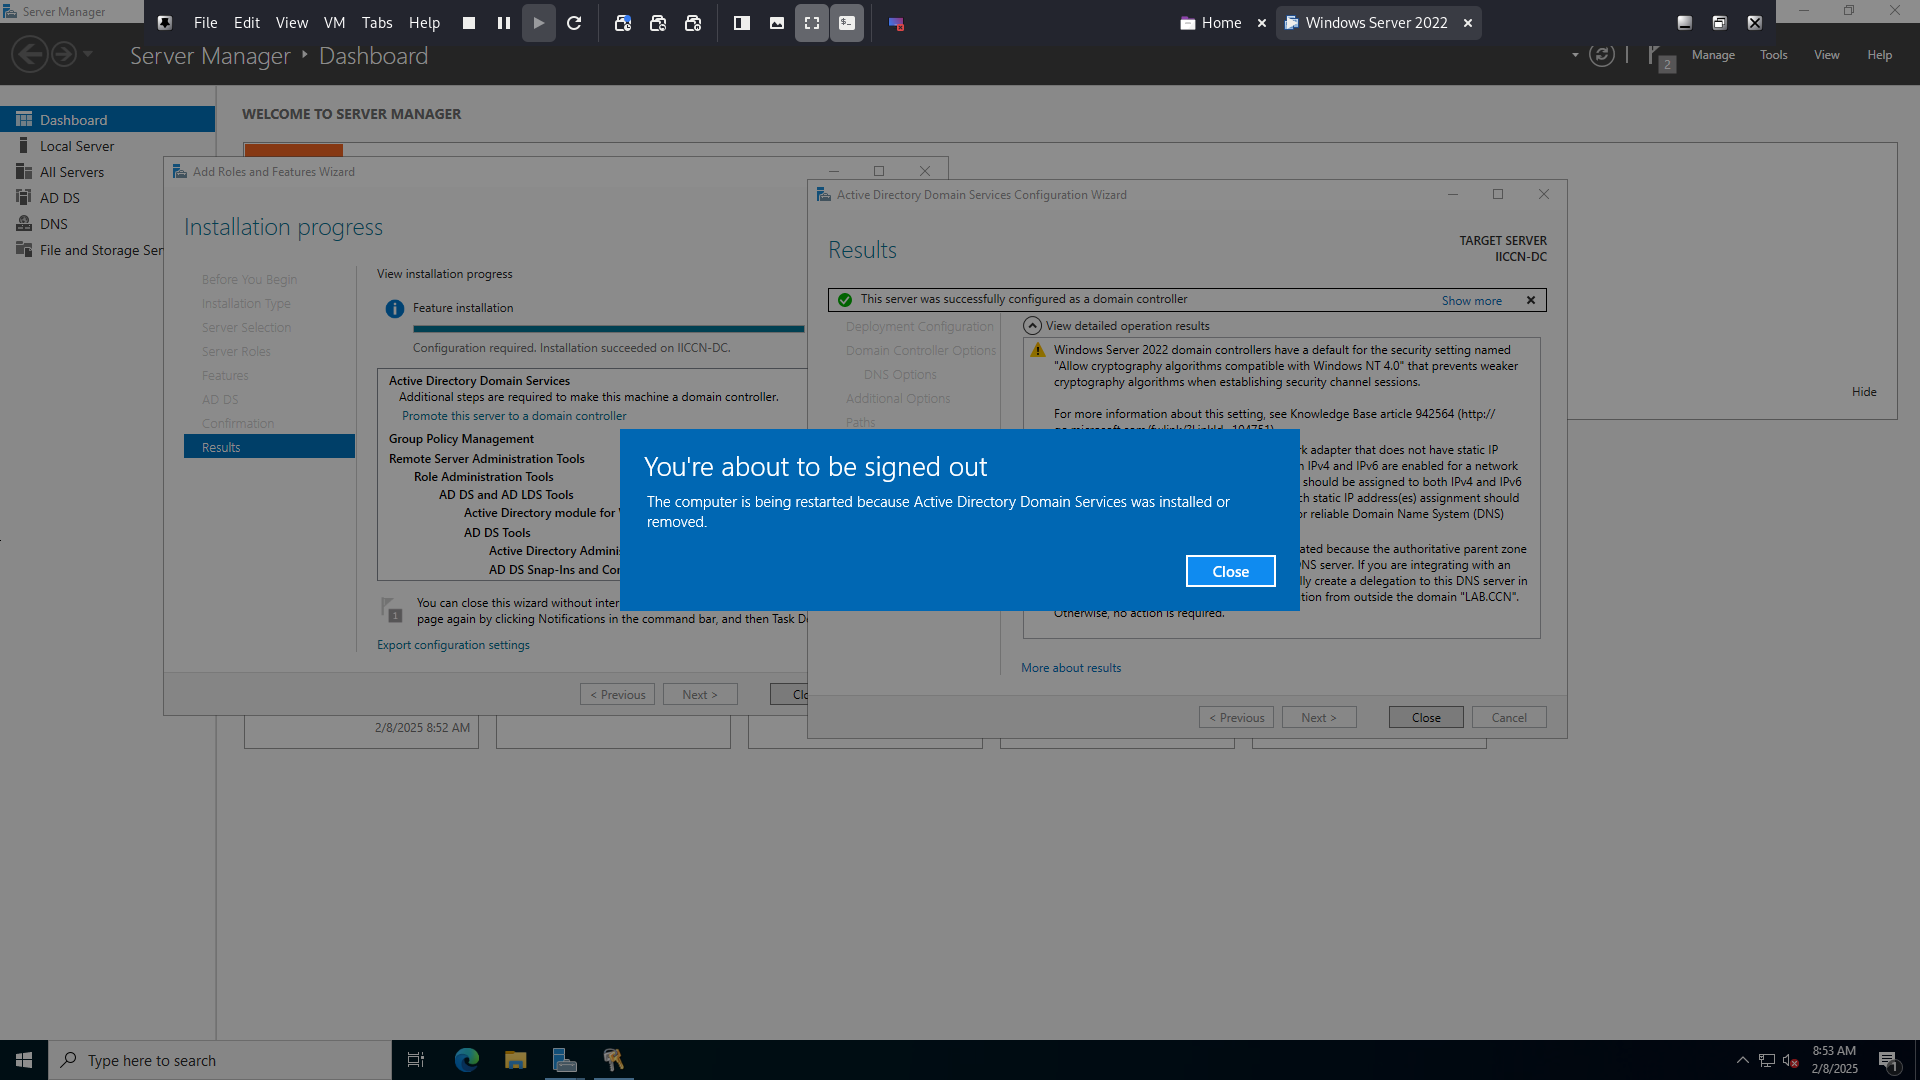 Server Manager
File Edit View VM Tabs Help
Home
Windows Server 2022
Server Manager ‣ Dashboard
2
Manage Tools View Help
Dashboard
Local Server
All Servers
AD DS
DNS
File and Storage Ser
WELCOME TO SERVER MANAGER
Hide
Add Roles and Features Wizard
Installation progress
Before You Begin
Installation Type
Server Selection
Server Roles
Features
AD DS
Confirmation
Results
View installation progress
Feature installation
Configuration required. Installation succeeded on IICCN-DC.
Active Directory Domain Services
Additional steps are required to make this machine a domain controller.
Promote this server to a domain controller
Group Policy Management
Remote Server Administration Tools
Role Administration Tools
AD DS and AD LDS Tools
Active Directory module for
AD DS Tools
Active Directory Admini
AD DS Snap-Ins and Co
1
You can close this wizard without inter
page again by clicking Notifications in the command bar, and then Task D
Export configuration settings
< Previous Next > Clo
2/8/2025 8:52 AM
Active Directory Domain Services Configuration Wizard
Results
TARGET SERVER
IICCN-DC
This server was successfully configured as a domain controller
Show more
Deployment Configuration
Domain Controller Options
DNS Options
Additional Options
Paths
View detailed operation results
Windows Server 2022 domain controllers have a default for the security setting named
"Allow cryptography algorithms compatible with Windows NT 4.0" that prevents weaker
cryptography algorithms when establishing security channel sessions.
For more information about this setting, see Knowledge Base article 942564 (http://
rk adapter that does not have static IP
IPv4 and IPv6 are enabled for a network
should be assigned to both IPv4 and IPv6
ch static IP address(es) assignment should
or reliable Domain Name System (DNS)
ated because the authoritative parent zone
NS server. If you are integrating with an
lly create a delegation to this DNS server in
tion from outside the domain "LAB.CCN".
Otherwise, no action is required.
More about results
< Previous Next > Close Cancel
You're about to be signed out
The computer is being restarted because Active Directory Domain Services was installed or
removed.
Close
Type here to search
8:53 AM
2/8/2025
1